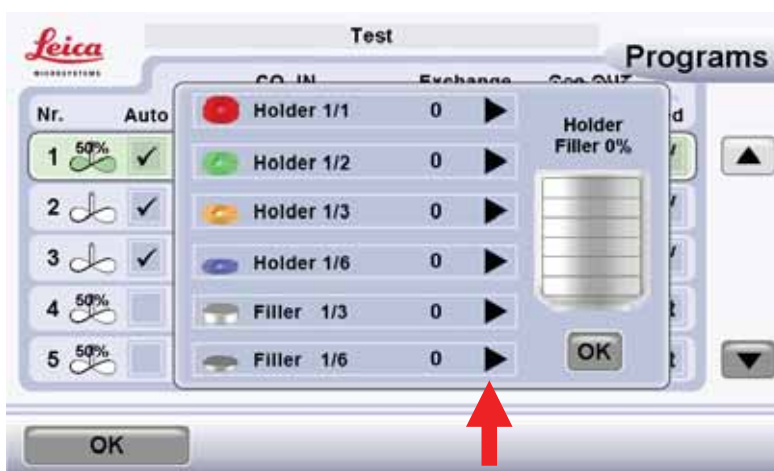 Leica
MICROSYSTEMS
Test
Programs
Exchange
Nr. Auto
1 50%
2
3
4 50%
5 50%
Holder 1/1 0
Holder 1/2 0
Holder 1/3 0
Holder 1/6 0
Filler 1/3 0
Filler 1/6 0
Holder
Filler 0%
OK
OK